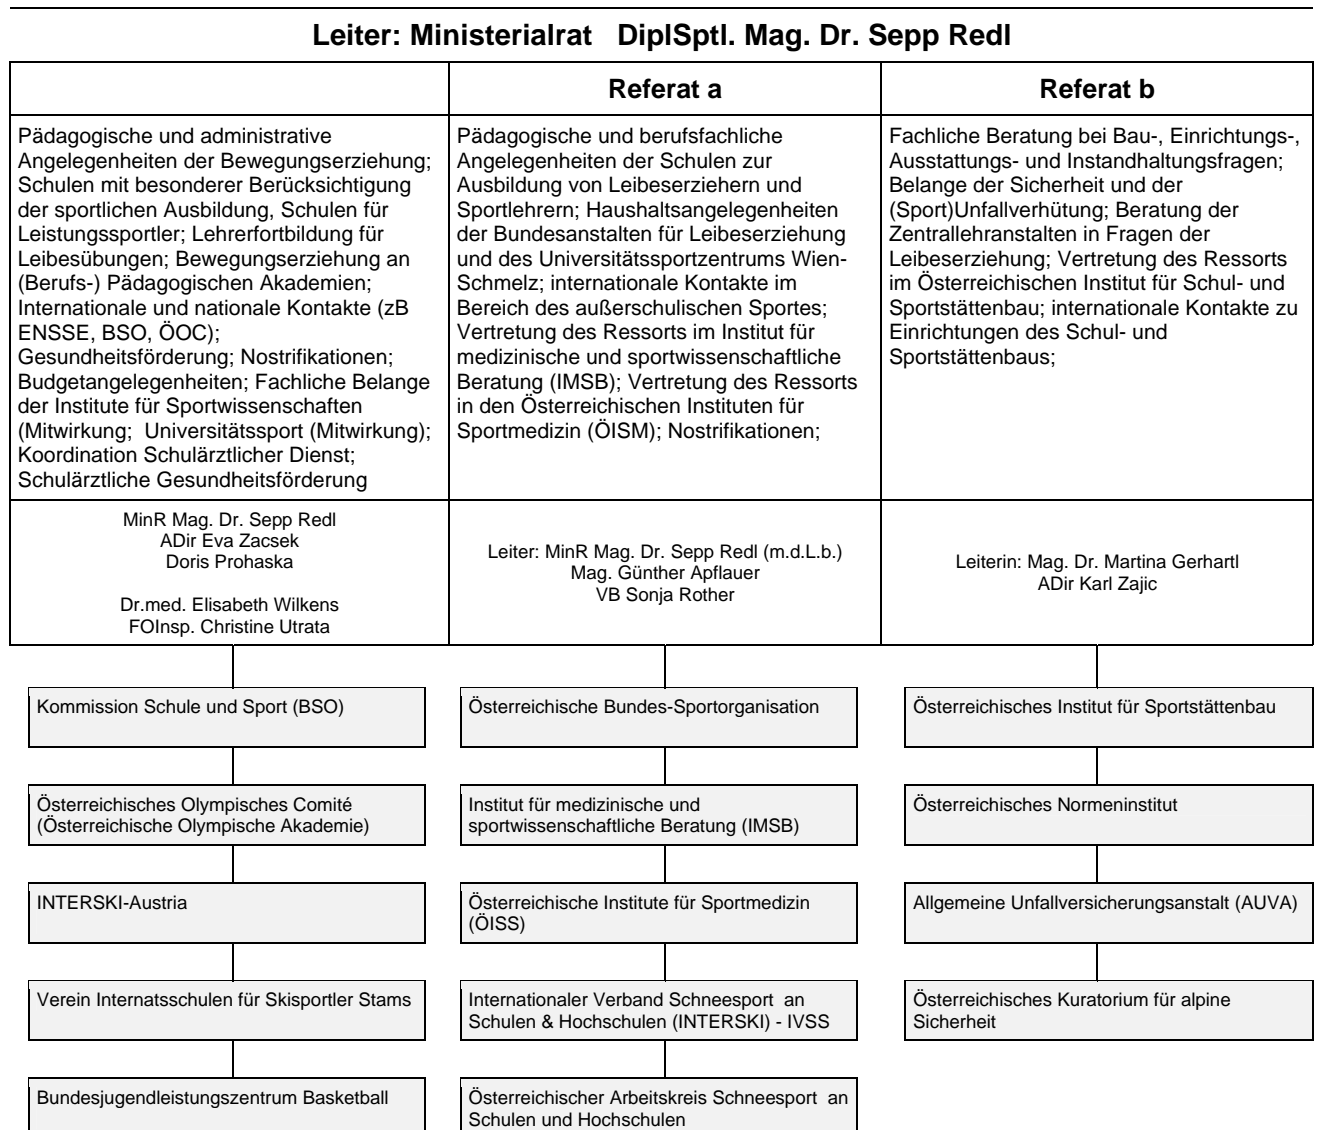 Leiter: Ministerialrat   DiplSptl. Mag. Dr. Sepp Redl
Referat a
Referat b
Pädagogische und administrative
Angelegenheiten der Bewegungserziehung;
Schulen mit besonderer Berücksichtigung
der sportlichen Ausbildung, Schulen für
Leistungssportler; Lehrerfortbildung für
Leibesübungen; Bewegungserziehung an
(Berufs-) Pädagogischen Akademien;
Internationale und nationale Kontakte (zB
ENSSE, BSO, ÖOC);
Gesundheitsförderung; Nostrifikationen;
Budgetangelegenheiten; Fachliche Belange
der Institute für Sportwissenschaften
(Mitwirkung;  Universitätssport (Mitwirkung);
Koordination Schulärztlicher Dienst;
Schulärztliche Gesundheitsförderung
Pädagogische und berufsfachliche
Angelegenheiten der Schulen zur
Ausbildung von Leibeserziehern und
Sportlehrern; Haushaltsangelegenheiten
der Bundesanstalten für Leibeserziehung
und des Universitätssportzentrums Wien-
Schmelz; internationale Kontakte im
Bereich des außerschulischen Sportes;
Vertretung des Ressorts im Institut für
medizinische und sportwissenschaftliche
Beratung (IMSB); Vertretung des Ressorts
in den Österreichischen Instituten für
Sportmedizin (ÖISM); Nostrifikationen;
Fachliche Beratung bei Bau-, Einrichtungs-,
Ausstattungs- und Instandhaltungsfragen;
Belange der Sicherheit und der
(Sport)Unfallverhütung; Beratung der
Zentrallehranstalten in Fragen der
Leibeserziehung; Vertretung des Ressorts
im Österreichischen Institut für Schul- und
Sportstättenbau; internationale Kontakte zu
Einrichtungen des Schul- und
Sportstättenbaus;
MinR Mag. Dr. Sepp Redl
ADir Eva Zacsek
Doris Prohaska
Dr.med. Elisabeth Wilkens
FOInsp. Christine Utrata
Leiter: MinR Mag. Dr. Sepp Redl (m.d.L.b.)
Mag. Günther Apflauer
VB Sonja Rother
Leiterin: Mag. Dr. Martina Gerhartl
ADir Karl Zajic
Kommission Schule und Sport (BSO)
Österreichisches Olympisches Comité
(Österreichische Olympische Akademie)
INTERSKI-Austria
Verein Internatsschulen für Skisportler Stams
Bundesjugendleistungszentrum Basketball
Österreichische Bundes-Sportorganisation
Institut für medizinische und
sportwissenschaftliche Beratung (IMSB)
Österreichische Institute für Sportmedizin
(ÖISS)
Internationaler Verband Schneesport  an
Schulen & Hochschulen (INTERSKI) - IVSS
Österreichischer Arbeitskreis Schneesport  an
Schulen und Hochschulen
Österreichisches Institut für Sportstättenbau
Österreichisches Normeninstitut
Allgemeine Unfallversicherungsanstalt (AUVA)
Österreichisches Kuratorium für alpine
Sicherheit